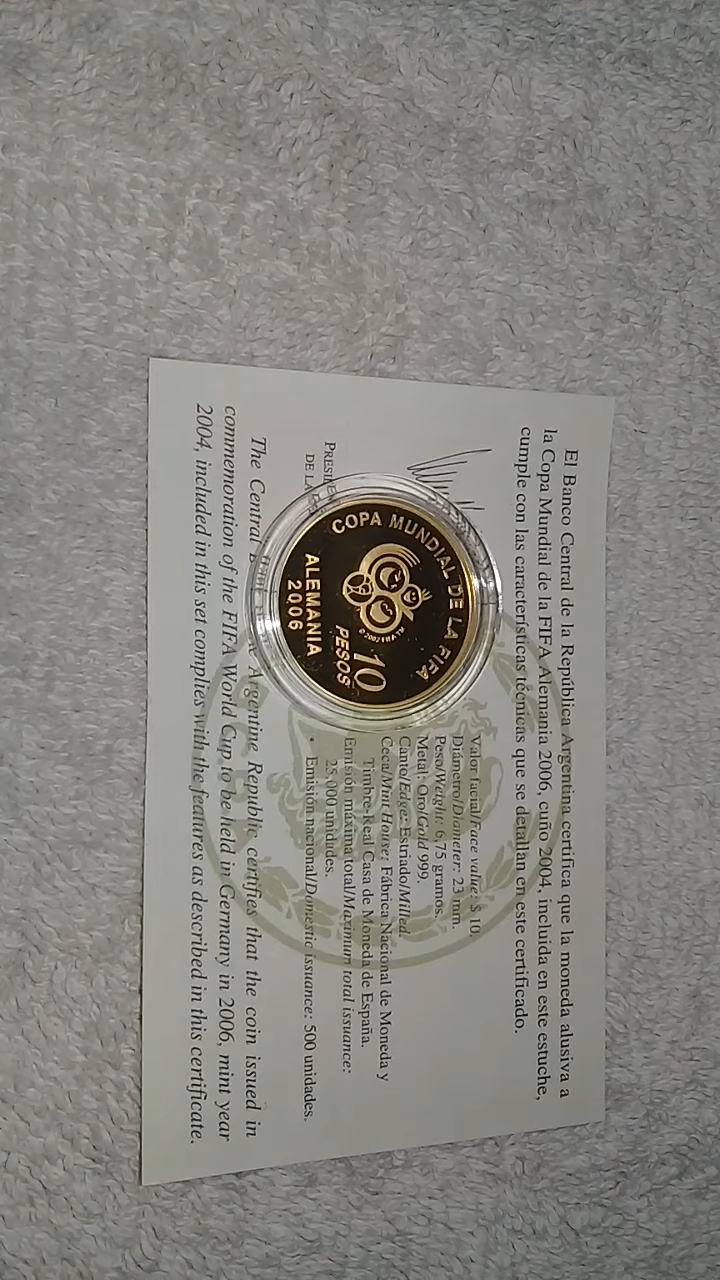 El Banco Central de la República Argentina certifica que la moneda alusiva a
la Copa Mundial de la FIFA Alemania 2006, cuño 2004, incluida en este estuche,
cumple con las características técnicas que se detallan en este certificado.
COPA MUNDIAL DE LA FIFA
10
PESOS
ALEMANIA
2006
Valor facial/Face value: $ 10.
Diámetro/Diameter: 23 mm.
Peso/Weight: 6,75 gramos.
Metal: Oro/Gold 999.
Canto/Edge: Estriado/Milled.
Ceca/Mint House: Fábrica Nacional de Moneda y
Timbre-Real Casa de Moneda de España.
Emisión máxima total/Maximum total issuance:
25.000 unidades.
• Emisión nacional/Domestic issuance: 500 unidades.
DE LA
The Central Argentine Republic certifies that the coin issued in
commemoration of the FIFA World Cup to be held in Germany in 2006, mint year
2004, included in this set complies with the features as described in this certificate.